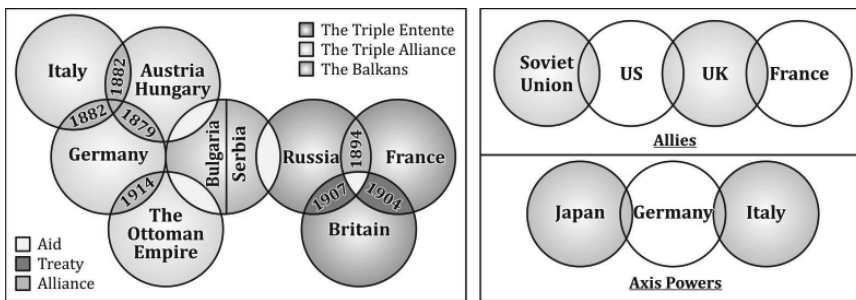 The Triple Entente
The Triple Alliance
The Balkans
Italy
1882
Austria
Hungary
1882
1879
Germany
Bulgaria
Serbia
Russia
1894
France
1914
1907
1904
The
Ottoman
Empire
Britain
Aid
Treaty
Alliance
Soviet
Union
US
UK
France
Allies
Japan
Germany
Italy
Axis Powers